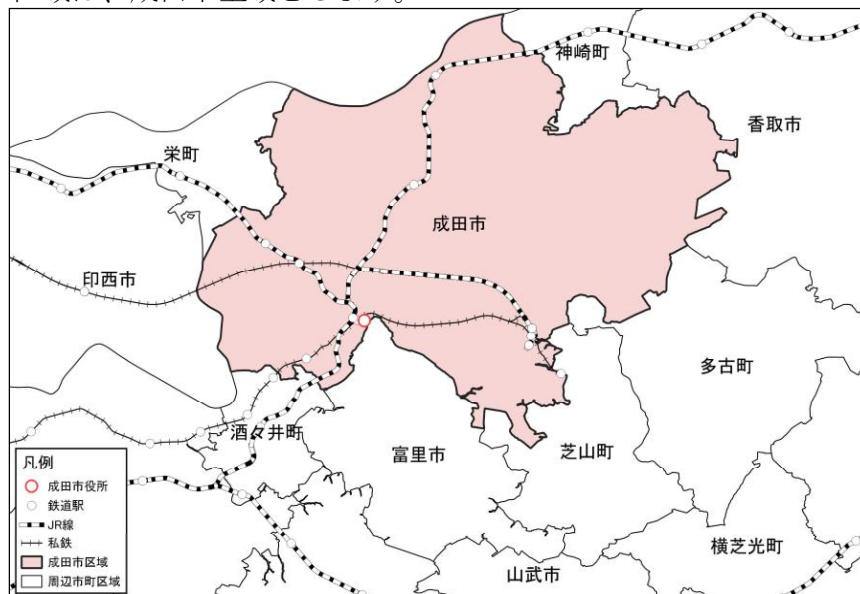 神崎町
香取市
栄町
成田市
印西市
多古町
酒々井町
富里市
芝山町
横芝光町
山武市
凡例
成田市役所
鉄道駅
JR線
私鉄
成田市区域
周辺市町区域